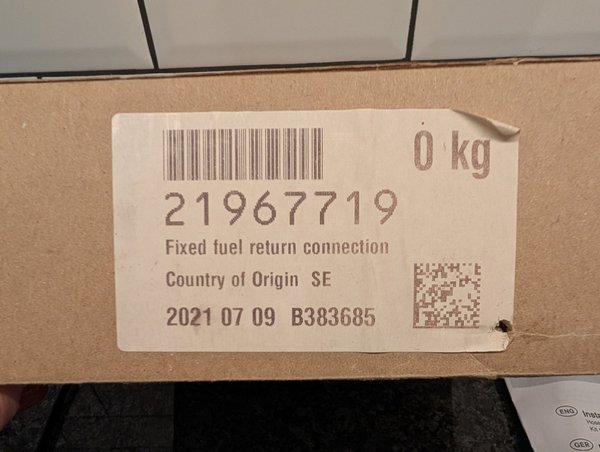 0 kg
21967719
Fixed fuel return connection
Country of Origin SE
2021 07 09 B383685
ENG
GER